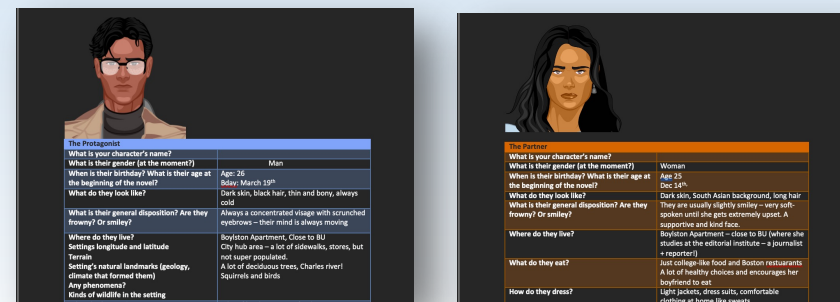 The Protagonist
What is your character's name?
What is their gender (at the moment?) Man
When is their birthday? What is their age at Age: 26
the beginning of the novel? Bday: March 19th
What do they look like? Dark skin, black hair, thin and bony, always
cold
What is their general disposition? Are they Always a concentrated visage with scrunched
frowny? Or smiley? eyebrows – their mind is always moving
Where do they live? Boylston Apartment, Close to BU
Settings longitude and latitude City hub area – a lot of sidewalks, stores, but
Terrain not super populated.
Setting's natural landmarks (geology, A lot of deciduous trees, Charles river!
climate that formed them) Squirrels and birds
Any phenomena?
Kinds of wildlife in the setting
The Partner
What is your character's name?
What is their gender (at the moment?) Woman
When is their birthday? What is their age at Age 25
the beginning of the novel? Dec 14th.
What do they look like? Dark skin, South Asian background, long hair
What is their general disposition? Are they They are usually slightly smiley – very soft-
frowny? Or smiley? spoken until she gets extremely upset. A
supportive and kind face.
Where do they live? Boylston Apartment – close to BU (where she
studies at the editorial institute – a journalist
+ reporter!)
What do they eat? Just college-like food and Boston restuarants
A lot of healthy choices and encourages her
boyfriend to eat
How do they dress? Light jackets, dress suits, comfortable
clothing at home like sweats